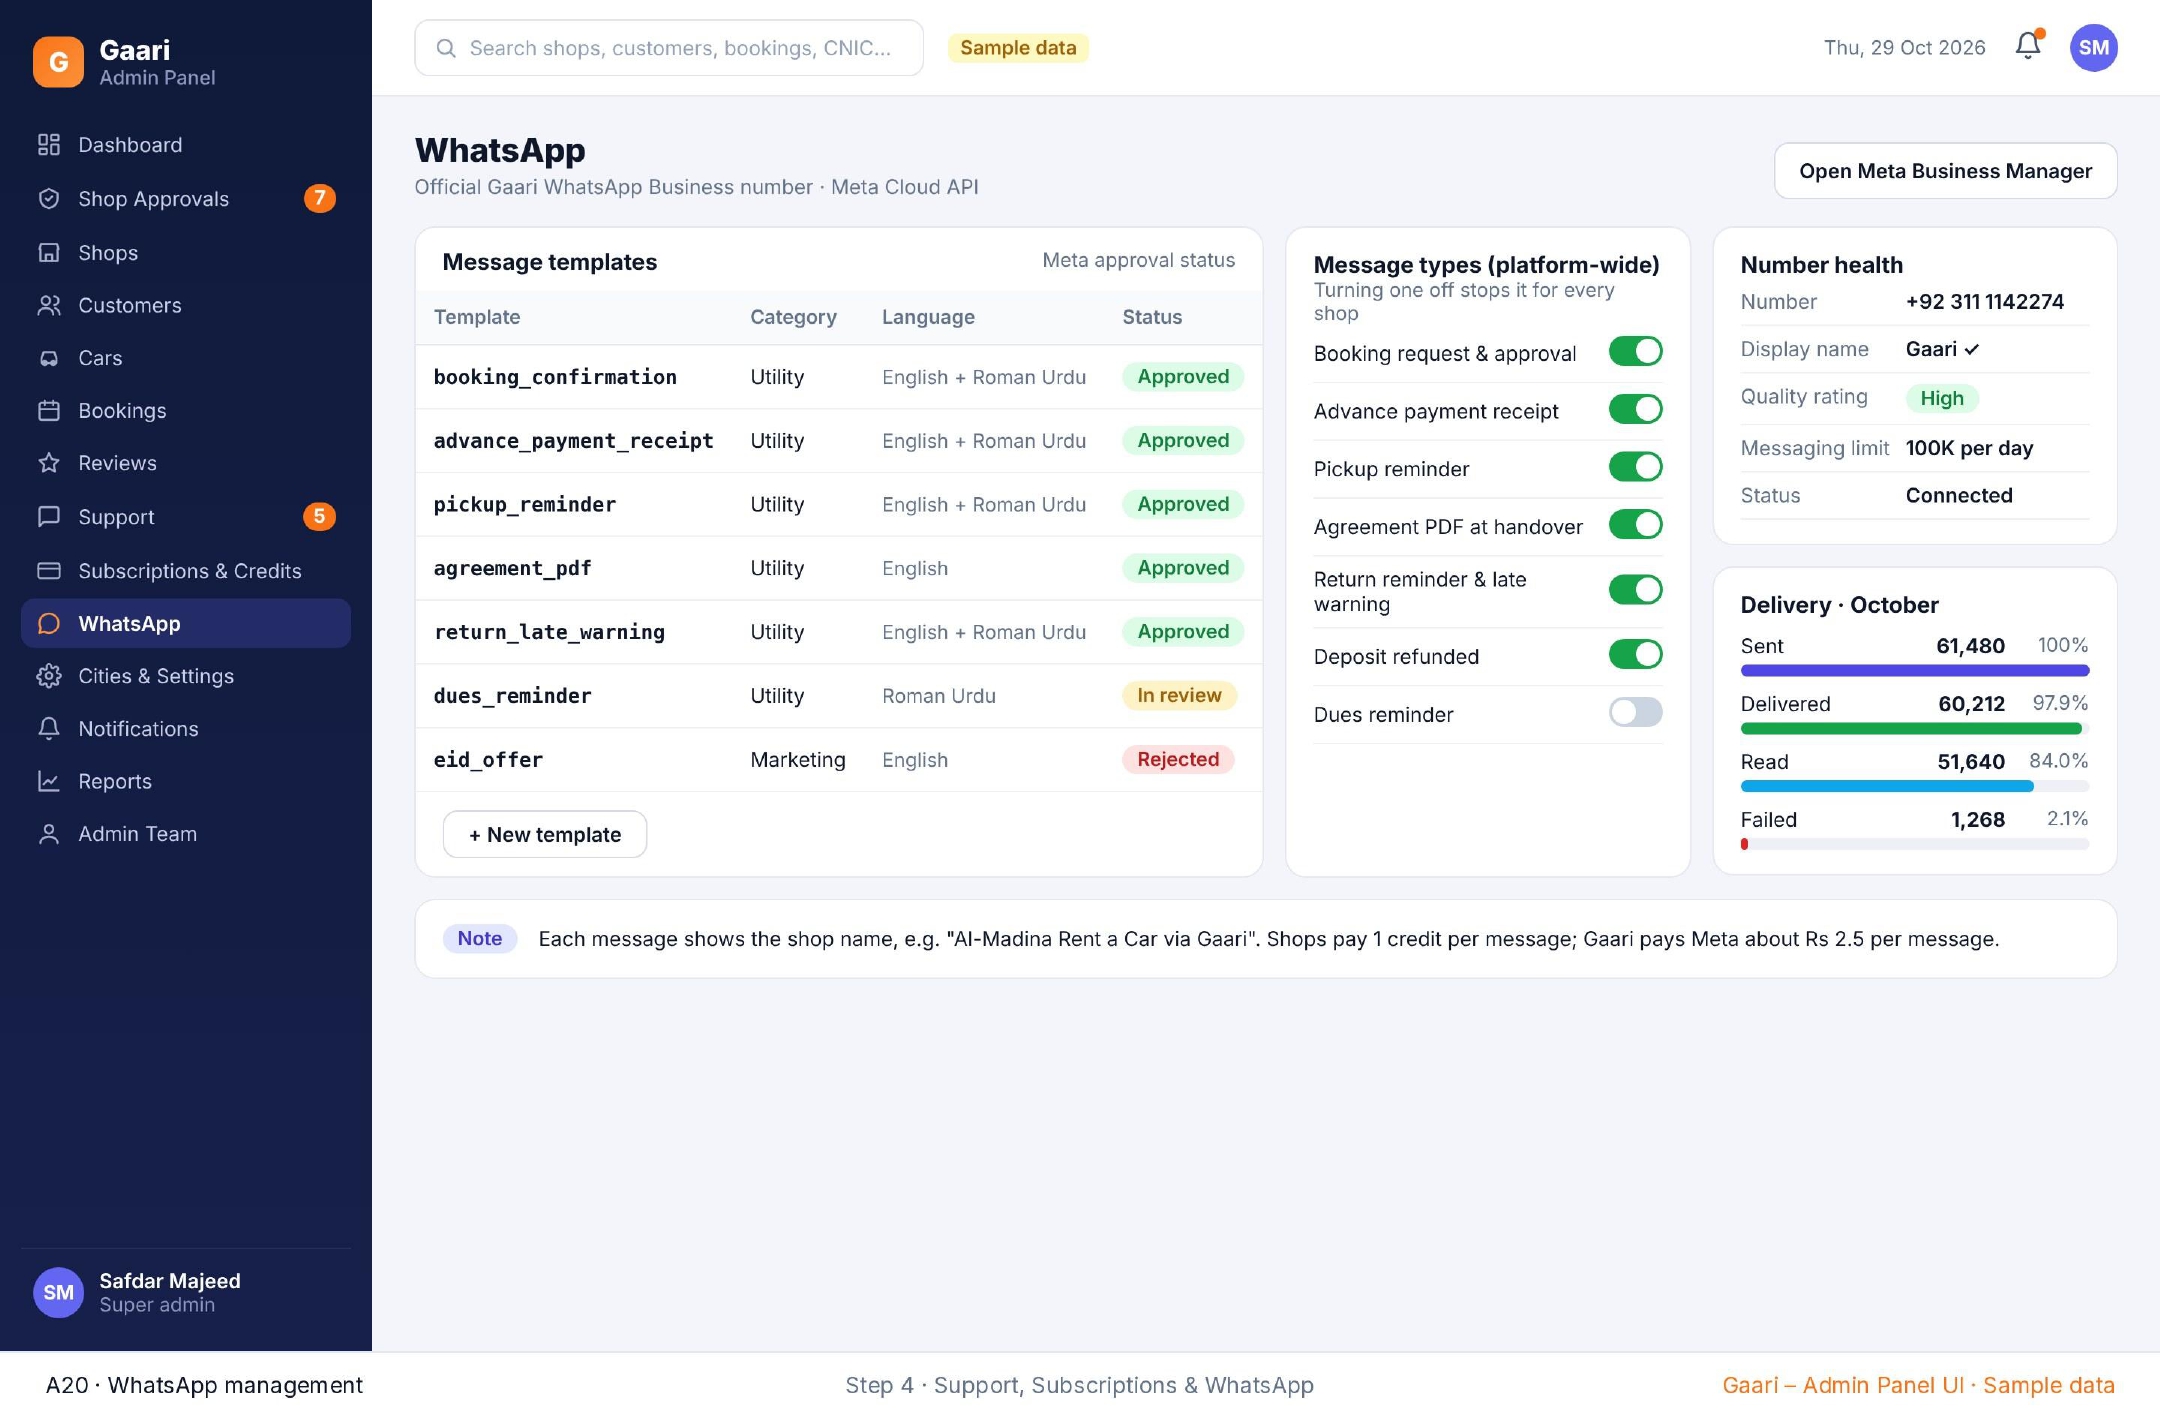 G
Gaari
Admin Panel
Dashboard
Shop Approvals 7
Shops
Customers
Cars
Bookings
Reviews
Support 5
Subscriptions & Credits
WhatsApp
Cities & Settings
Notifications
Reports
Admin Team
SM
Safdar Majeed
Super admin
Search shops, customers, bookings, CNIC...
Sample data
Thu, 29 Oct 2026
SM
WhatsApp
Official Gaari WhatsApp Business number · Meta Cloud API
Open Meta Business Manager
Message templates Meta approval status
Template Category Language Status
booking_confirmation Utility English + Roman Urdu Approved
advance_payment_receipt Utility English + Roman Urdu Approved
pickup_reminder Utility English + Roman Urdu Approved
agreement_pdf Utility English Approved
return_late_warning Utility English + Roman Urdu Approved
dues_reminder Utility Roman Urdu In review
eid_offer Marketing English Rejected
+ New template
Message types (platform-wide)
Turning one off stops it for every
shop
Booking request & approval
Advance payment receipt
Pickup reminder
Agreement PDF at handover
Return reminder & late
warning
Deposit refunded
Dues reminder
Number health
Number +92 311 1142274
Display name Gaari ✓
Quality rating High
Messaging limit 100K per day
Status Connected
Delivery · October
Sent 61,480 100%
Delivered 60,212 97.9%
Read 51,640 84.0%
Failed 1,268 2.1%
Note Each message shows the shop name, e.g. "Al-Madina Rent a Car via Gaari". Shops pay 1 credit per message; Gaari pays Meta about Rs 2.5 per message.
A20 · WhatsApp management
Step 4 · Support, Subscriptions & WhatsApp
Gaari – Admin Panel UI · Sample data